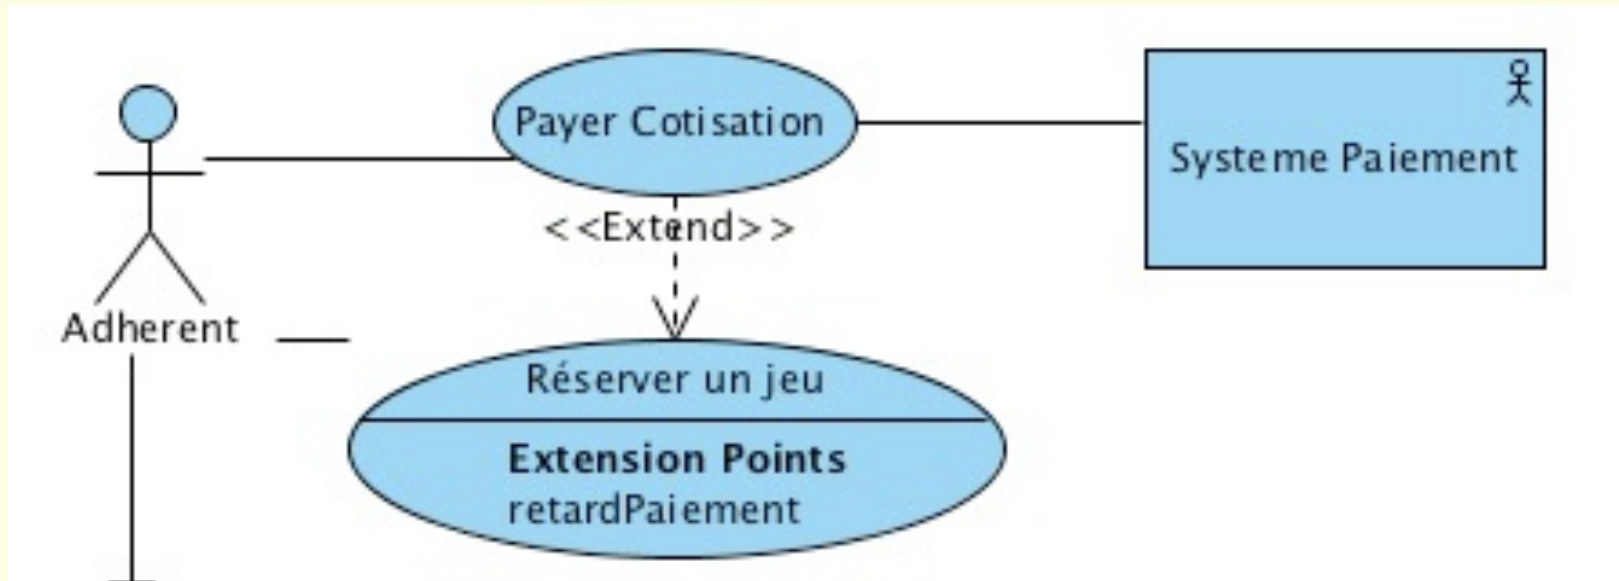 Payer Cotisation
Systeme Paiement
<<Extend>>
Adherent
Réserver un jeu
Extension Points
retardPaiement